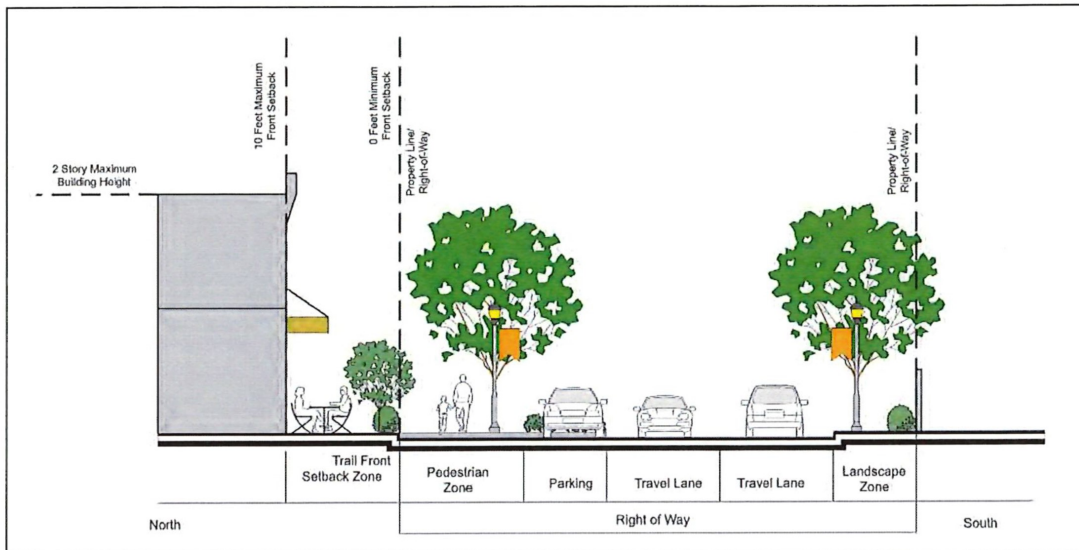 10 Feet Maximum
Front Setback
0 Feet Minimum
Front Setback
Property Line/
Right-of-Way
Property Line/
Right-of-Way
2 Story Maximum
Building Height
Trail Front
Setback Zone
Pedestrian
Zone
Parking
Travel Lane
Travel Lane
Landscape
Zone
North
Right of Way
South